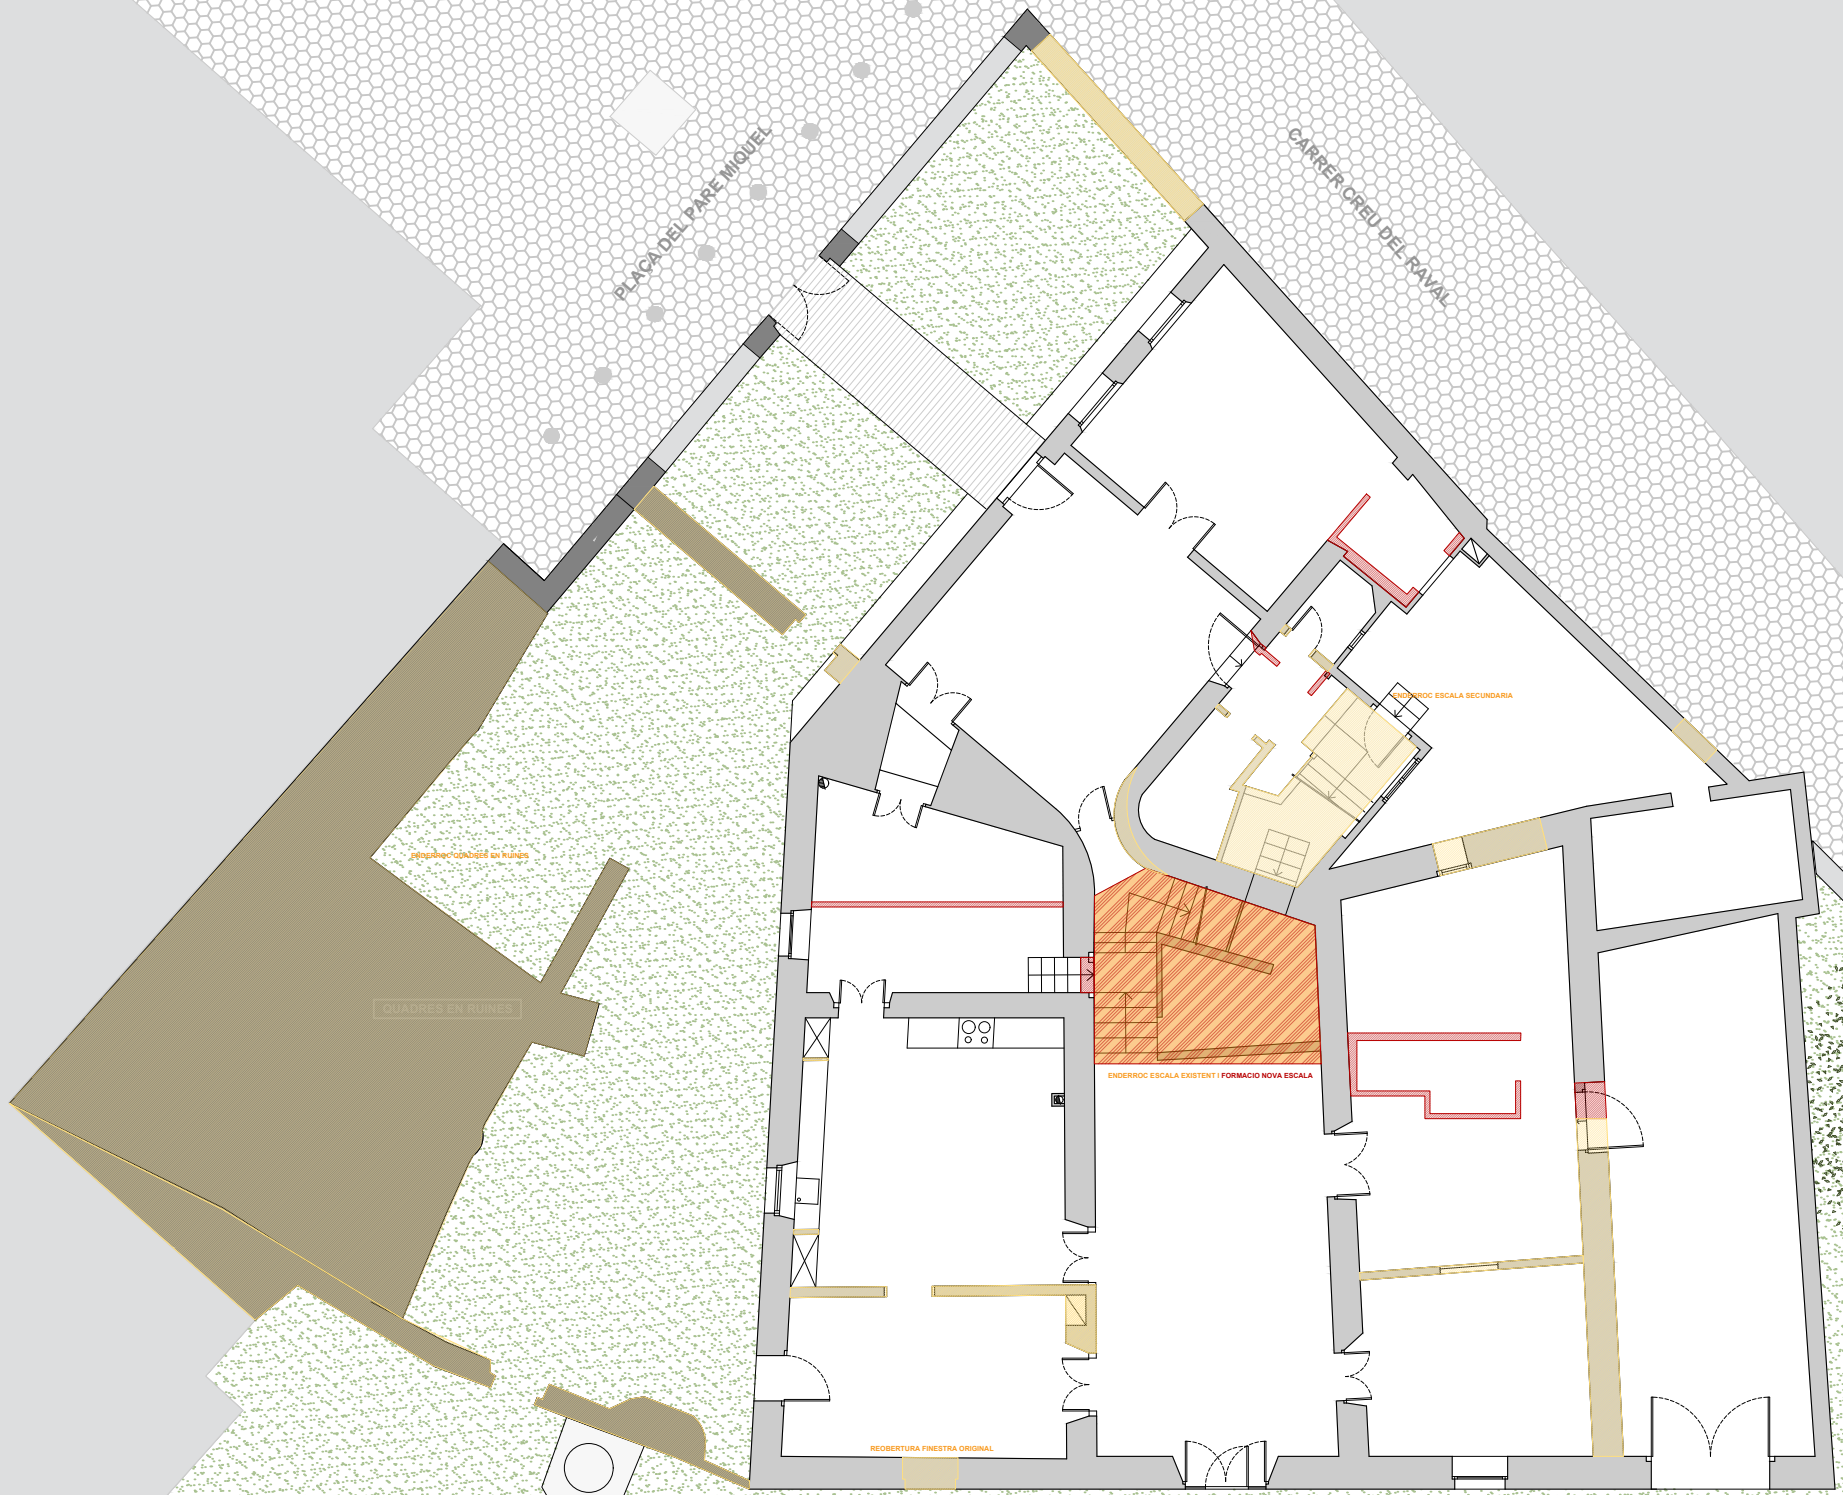 PLAÇA DEL PARE MIQUEL
CARRER CREU DEL RAVAL
ENDERROC ESCALA SECUNDARIA
ENDERROC QUADRES EN RUINES
QUADRES EN RUINES
ENDERROC ESCALA EXISTENT I FORMACIO NOVA ESCALA
REOBERTURA FINESTRA ORIGINAL